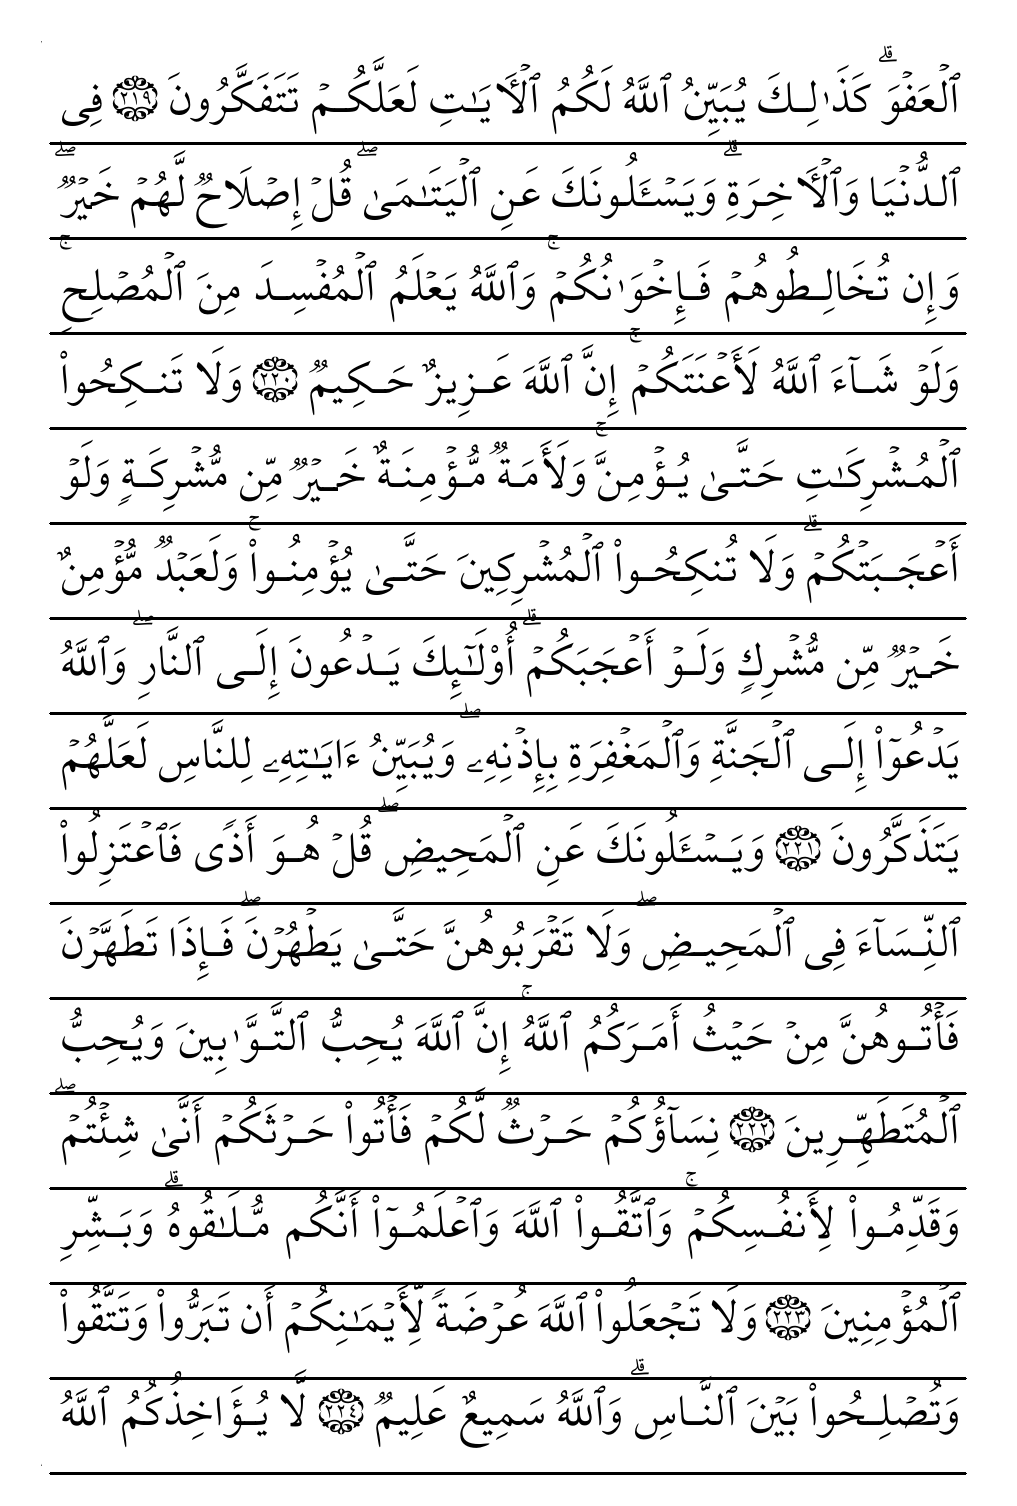 ٱلۡعَفۡوَۗ كَذَٰلِكَ يُبَيِّنُ ٱللَّهُ لَكُمُ ٱلۡأٓيَٰتِ لَعَلَّكُمۡ تَتَفَكَّرُونَ ٢١٩ فِى
ٱلدُّنۡيَا وَٱلۡأٓخِرَةِۗ وَيَسۡـَٔلُونَكَ عَنِ ٱلۡيَتَٰمَىٰۖ قُلۡ إِصۡلَاحٌ لَّهُمۡ خَيۡرٌۖ
وَإِن تُخَالِطُوهُمۡ فَإِخۡوَٰنُكُمۡۚ وَٱللَّهُ يَعۡلَمُ ٱلۡمُفۡسِدَ مِنَ ٱلۡمُصۡلِحِۚ
وَلَوۡ شَآءَ ٱللَّهُ لَأَعۡنَتَكُمۡۚ إِنَّ ٱللَّهَ عَزِيزٌ حَكِيمٌ ٢٢٠ وَلَا تَنكِحُوا۟
ٱلۡمُشۡرِكَٰتِ حَتَّىٰ يُؤۡمِنَّۚ وَلَأَمَةٌ مُّؤۡمِنَةٌ خَيۡرٌ مِّن مُّشۡرِكَةٍ وَلَوۡ
أَعۡجَبَتۡكُمۡۗ وَلَا تُنكِحُوا۟ ٱلۡمُشۡرِكِينَ حَتَّىٰ يُؤۡمِنُوا۟ۚ وَلَعَبۡدٌ مُّؤۡمِنٌ
خَيۡرٌ مِّن مُّشۡرِكٍ وَلَوۡ أَعۡجَبَكُمۡۗ أُو۟لَٰٓئِكَ يَدۡعُونَ إِلَى ٱلنَّارِۖ وَٱللَّهُ
يَدۡعُوٓا۟ إِلَى ٱلۡجَنَّةِ وَٱلۡمَغۡفِرَةِ بِإِذۡنِهِۦۖ وَيُبَيِّنُ ءَايَٰتِهِۦ لِلنَّاسِ لَعَلَّهُمۡ
يَتَذَكَّرُونَ ٢٢١ وَيَسۡـَٔلُونَكَ عَنِ ٱلۡمَحِيضِۖ قُلۡ هُوَ أَذًى فَٱعۡتَزِلُوا۟
ٱلنِّسَآءَ فِى ٱلۡمَحِيضِۖ وَلَا تَقۡرَبُوهُنَّ حَتَّىٰ يَطۡهُرۡنَۖ فَإِذَا تَطَهَّرۡنَ
فَأۡتُوهُنَّ مِنۡ حَيۡثُ أَمَرَكُمُ ٱللَّهُۚ إِنَّ ٱللَّهَ يُحِبُّ ٱلتَّوَّٰبِينَ وَيُحِبُّ
ٱلۡمُتَطَهِّرِينَ ٢٢٢ نِسَآؤُكُمۡ حَرۡثٌ لَّكُمۡ فَأۡتُوا۟ حَرۡثَكُمۡ أَنَّىٰ شِئۡتُمۡۖ
وَقَدِّمُوا۟ لِأَنفُسِكُمۡۚ وَٱتَّقُوا۟ ٱللَّهَ وَٱعۡلَمُوٓا۟ أَنَّكُم مُّلَٰقُوهُۗ وَبَشِّرِ
ٱلۡمُؤۡمِنِينَ ٢٢٣ وَلَا تَجۡعَلُوا۟ ٱللَّهَ عُرۡضَةً لِّأَيۡمَٰنِكُمۡ أَن تَبَرُّوا۟ وَتَتَّقُوا۟
وَتُصۡلِحُوا۟ بَيۡنَ ٱلنَّاسِۗ وَٱللَّهُ سَمِيعٌ عَلِيمٌ ٢٢٤ لَّا يُؤَاخِذُكُمُ ٱللَّهُ